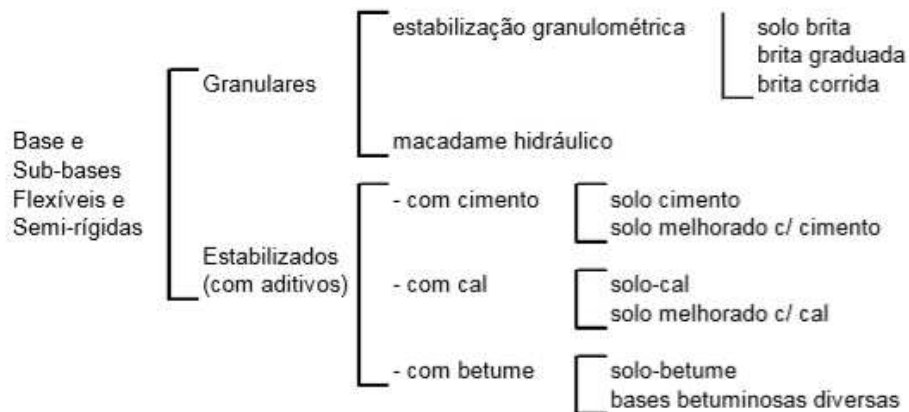 Base e
Sub-bases
Flexíveis e
Semi-rígidas
Granulares
estabilização granulométrica
solo brita
brita graduada
brita corrida
macadame hidráulico
Estabilizados
(com aditivos)
- com cimento
solo cimento
solo melhorado c/ cimento
- com cal
solo-cal
solo melhorado c/ cal
- com betume
solo-betume
bases betuminosas diversas